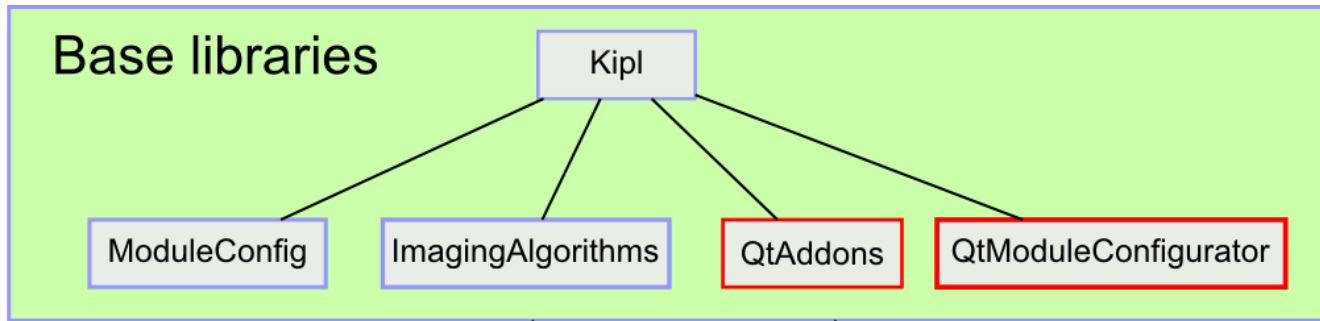 Base libraries
Kipl
ModuleConfig
ImagingAlgorithms
QtAddons
QtModuleConfigurator